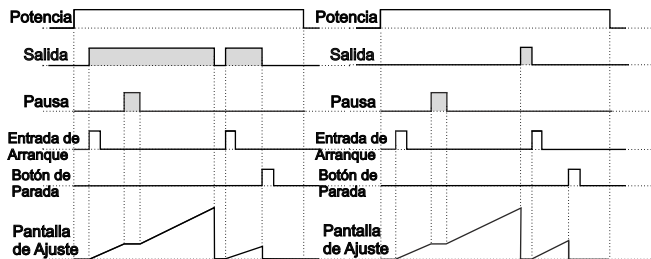 Potencia
Salida
Pausa
Entrada de
Arranque
Botón de
Parada
Pantalla
de Ajuste
Potencia
Salida
Pausa
Entrada de
Arranque
Botón de
Parada
Pantalla
de Ajuste